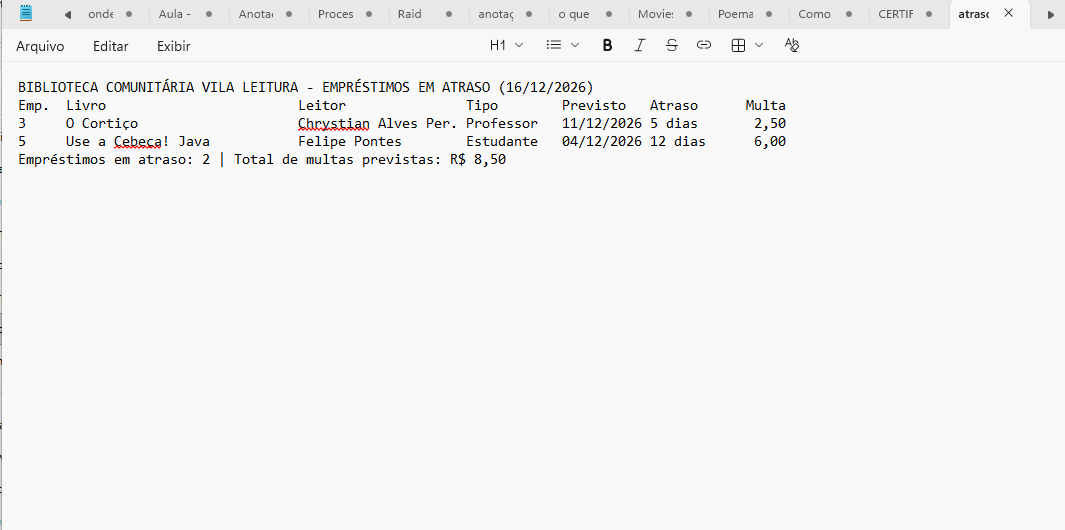 onde Aula - Anotaç Proces Raid anotaç o que Movies Poema Como CERTIF atraso
Arquivo Editar Exibir H1 B I S
BIBLIOTECA COMUNITÁRIA VILA LEITURA - EMPRÉSTIMOS EM ATRASO (16/12/2026)
Emp. Livro Leitor Tipo Previsto Atraso Multa
3 O Cortiço Chrystian Alves Per. Professor 11/12/2026 5 dias 2,50
5 Use a Cebeca! Java Felipe Pontes Estudante 04/12/2026 12 dias 6,00
Empréstimos em atraso: 2 | Total de multas previstas: R$ 8,50